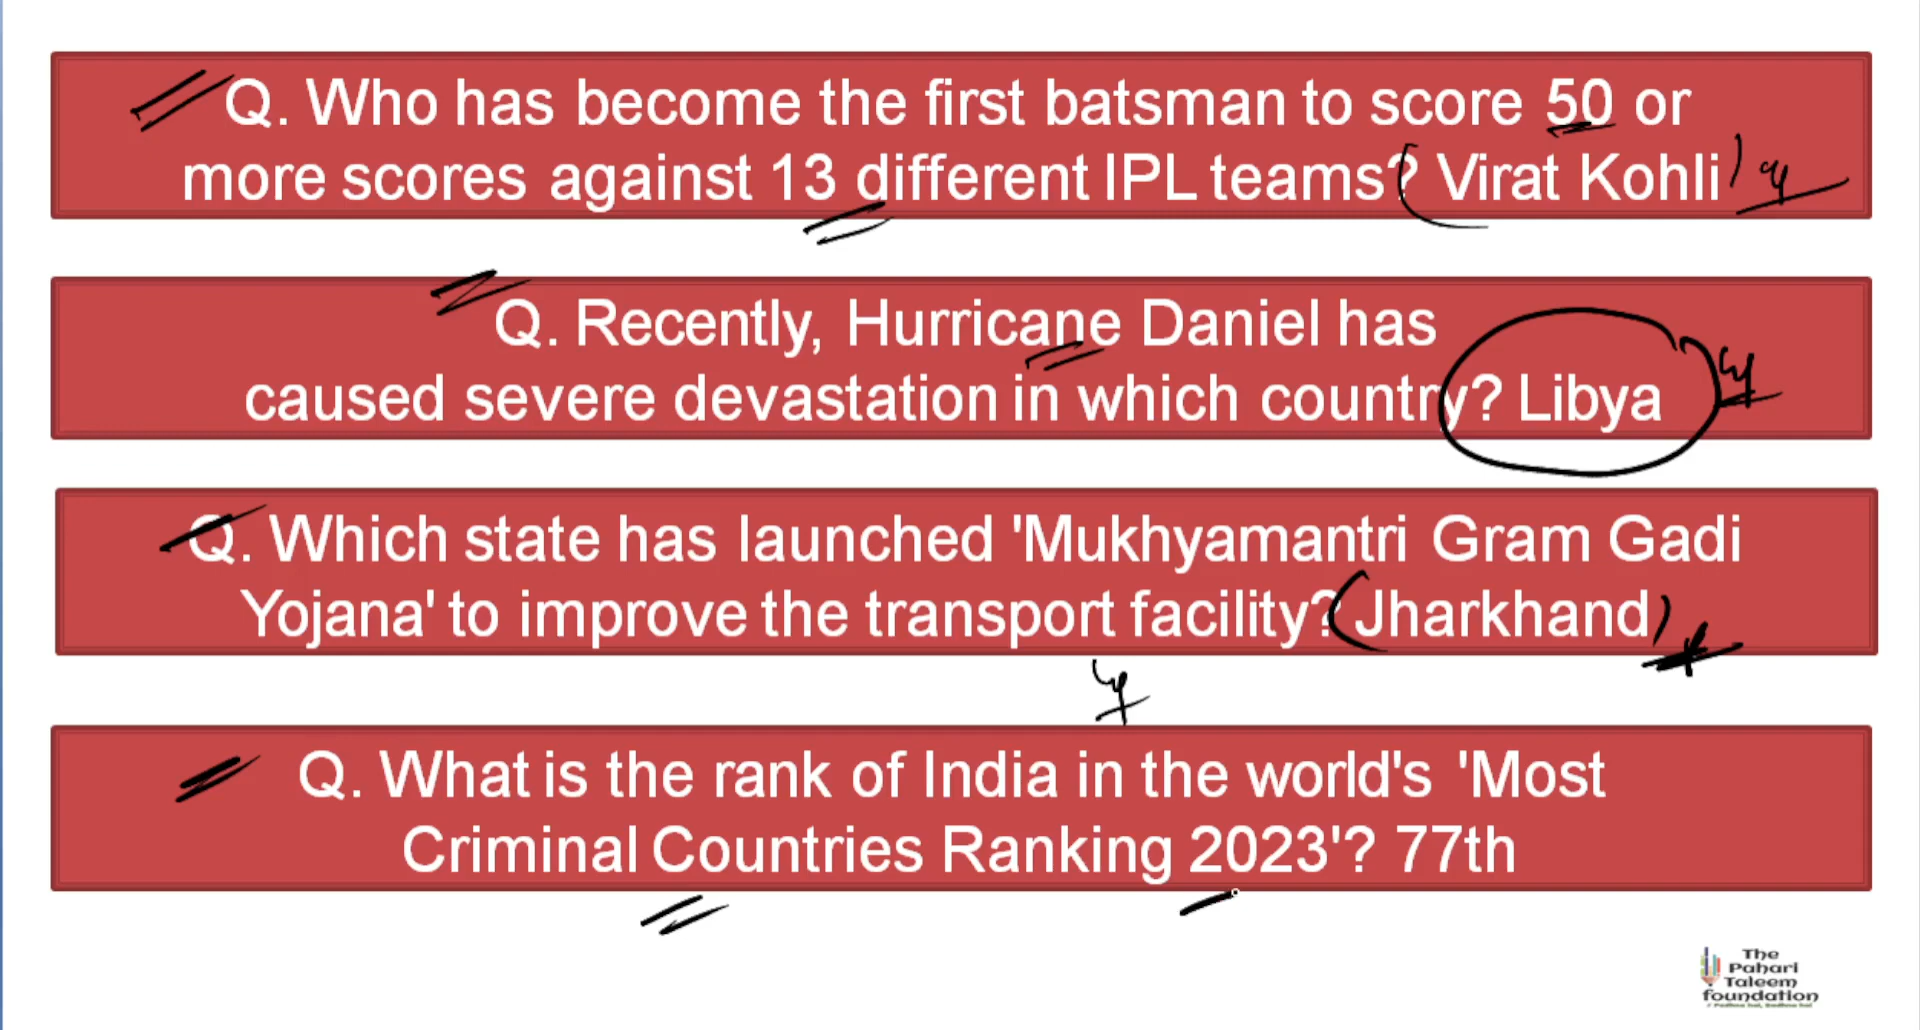 Q. Who has become the first batsman to score 50 or
more scores against 13 different IPL teams? Virat Kohli
Q. Recently, Hurricane Daniel has
caused severe devastation in which country? Libya
Q. Which state has launched 'Mukhyamantri Gram Gadi
Yojana' to improve the transport facility? Jharkhand
Q. What is the rank of India in the world's 'Most
Criminal Countries Ranking 2023'? 77th
The
Pahari
Taleem
foundation